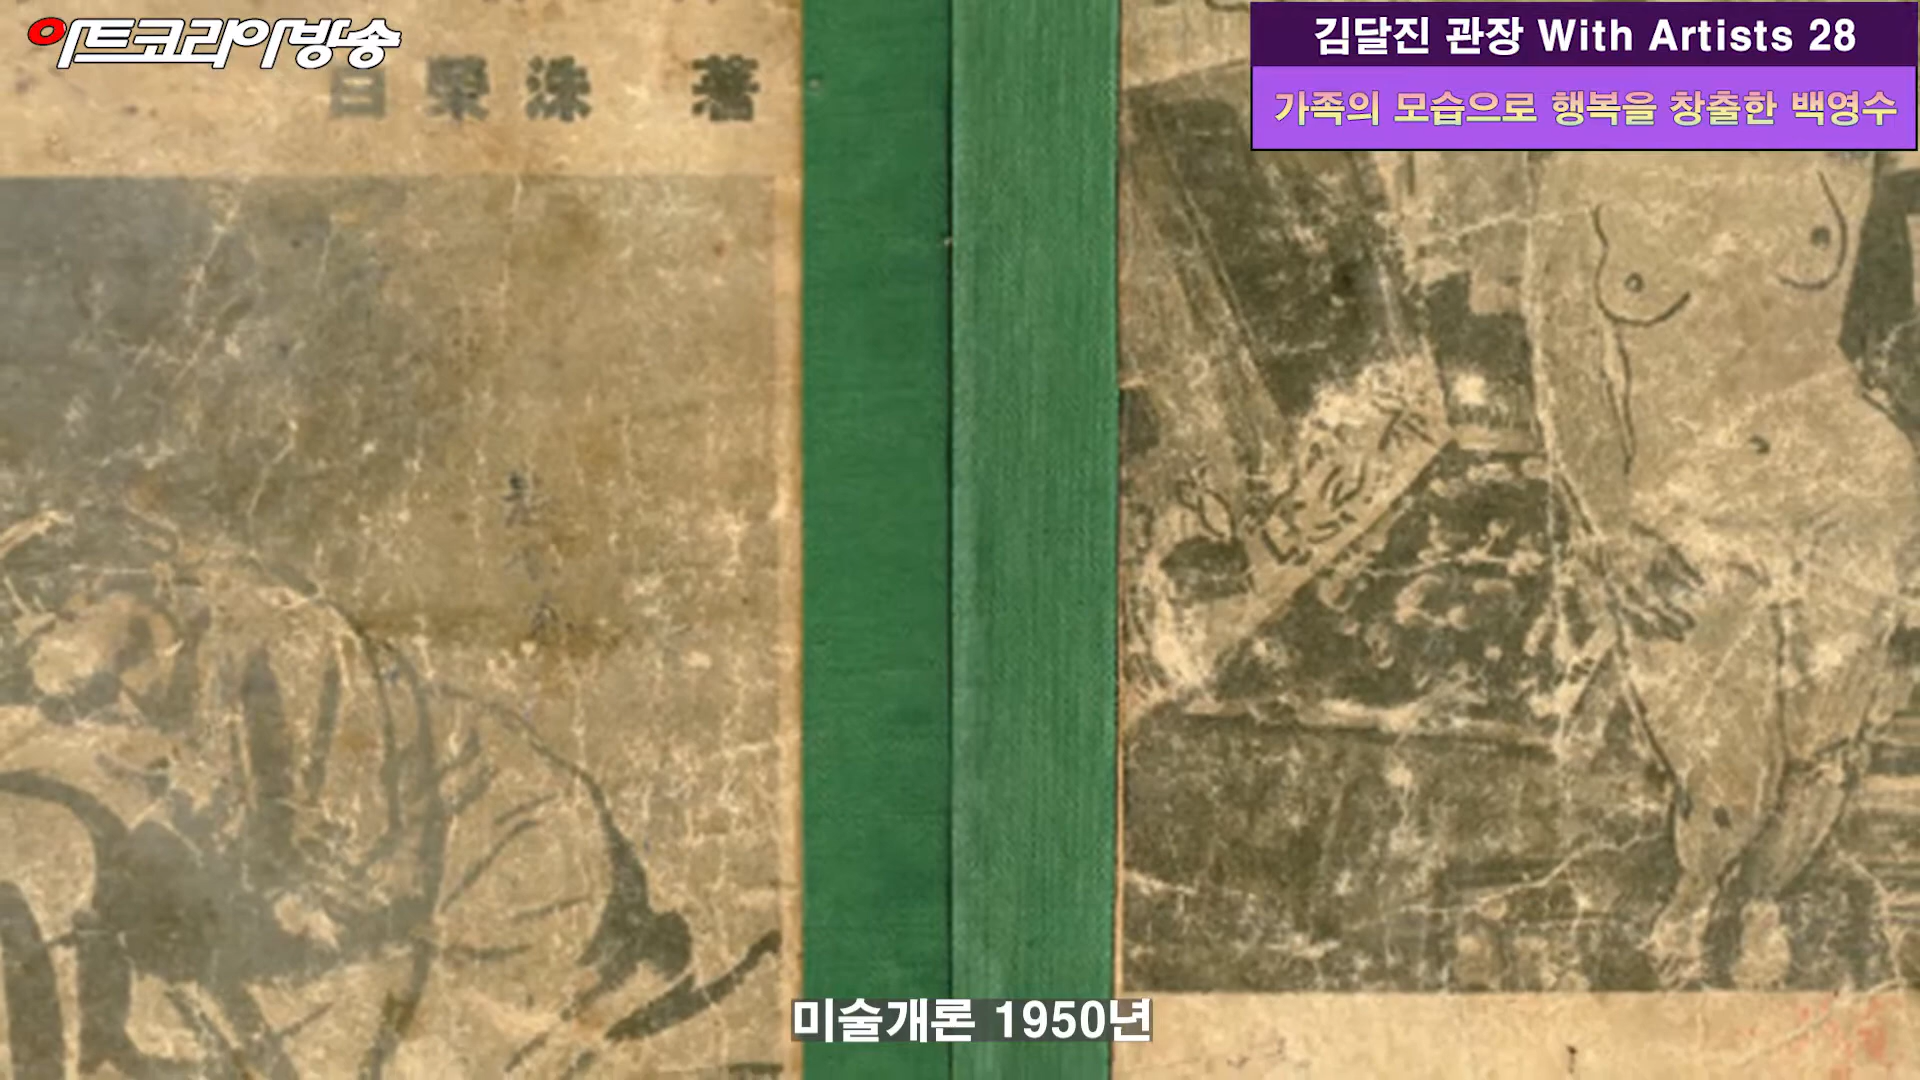 아트코리아방송
김달진 관장 With Artists 28
가족의 모습으로 행복을 창출한 백영수
白榮洙 著
미술개론 1950년